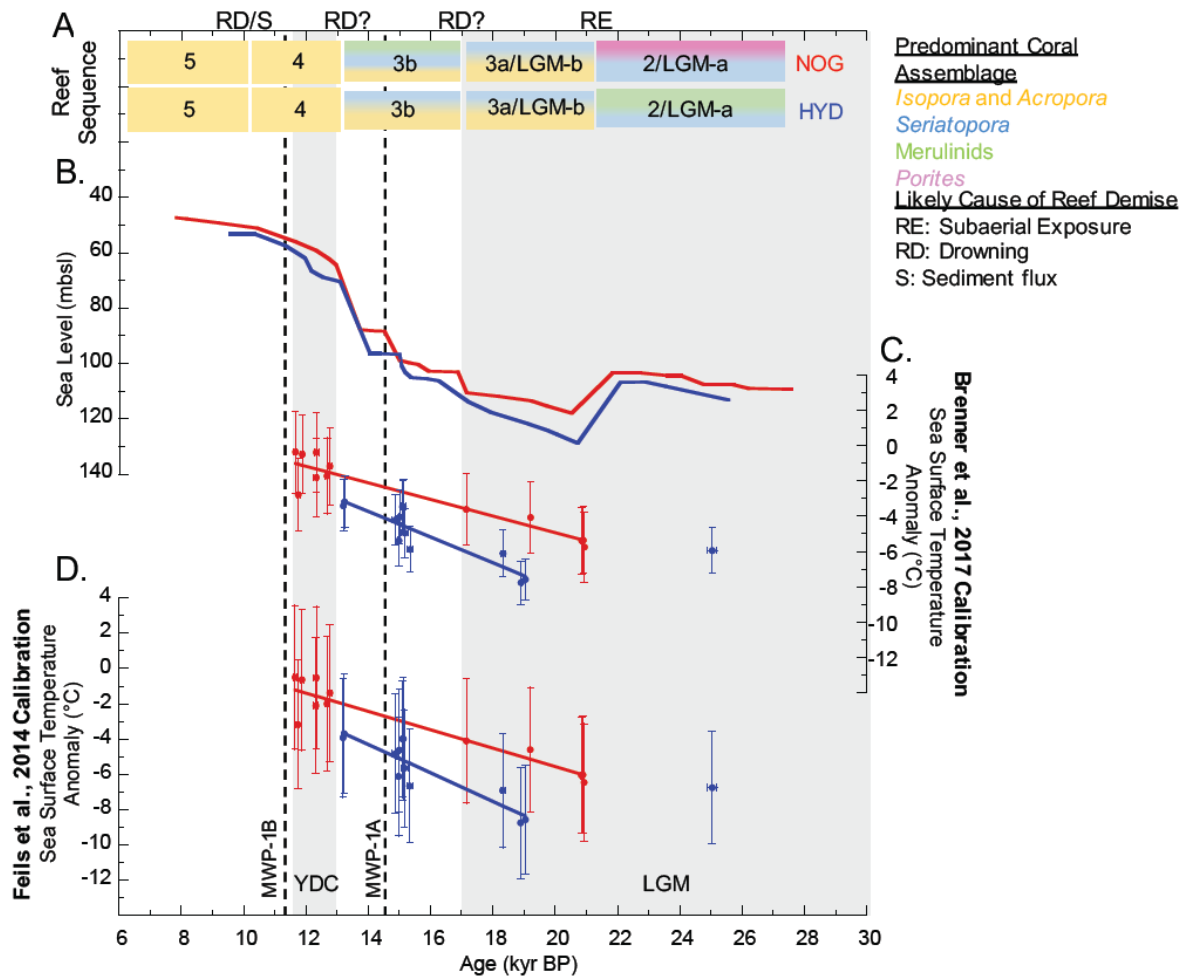 RD/S RD? RD? RE
A
Reef
Sequence
5 4 3b 3a/LGM-b 2/LGM-a NOG
5 4 3b 3a/LGM-b 2/LGM-a HYD
Predominant Coral
Assemblage
Isopora and Acropora
Seriatopora
Merulinids
Porites
Likely Cause of Reef Demise
RE: Subaerial Exposure
RD: Drowning
S: Sediment flux
B.
Sea Level (mbsl)
40
60
80
100
120
140
C.
Brenner et al., 2017 Calibration
Sea Surface Temperature
Anomaly (°C)
4
2
0
-2
-4
-6
-8
-10
-12
D.
Feils et al., 2014 Calibration
Sea Surface Temperature
Anomaly (°C)
4
2
0
-2
-4
-6
-8
-10
-12
MWP-1B
YDC
MWP-1A
LGM
6 8 10 12 14 16 18 20 22 24 26 28 30
Age (kyr BP)